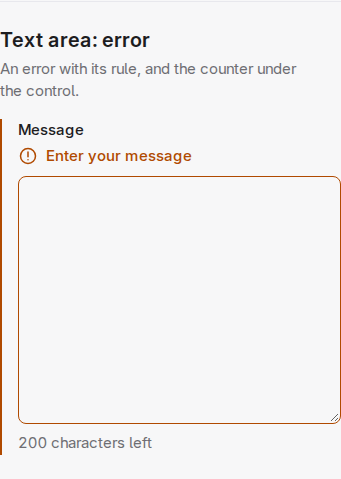 Text area: error
An error with its rule, and the counter under
the control.
Message
Enter your message
200 characters left